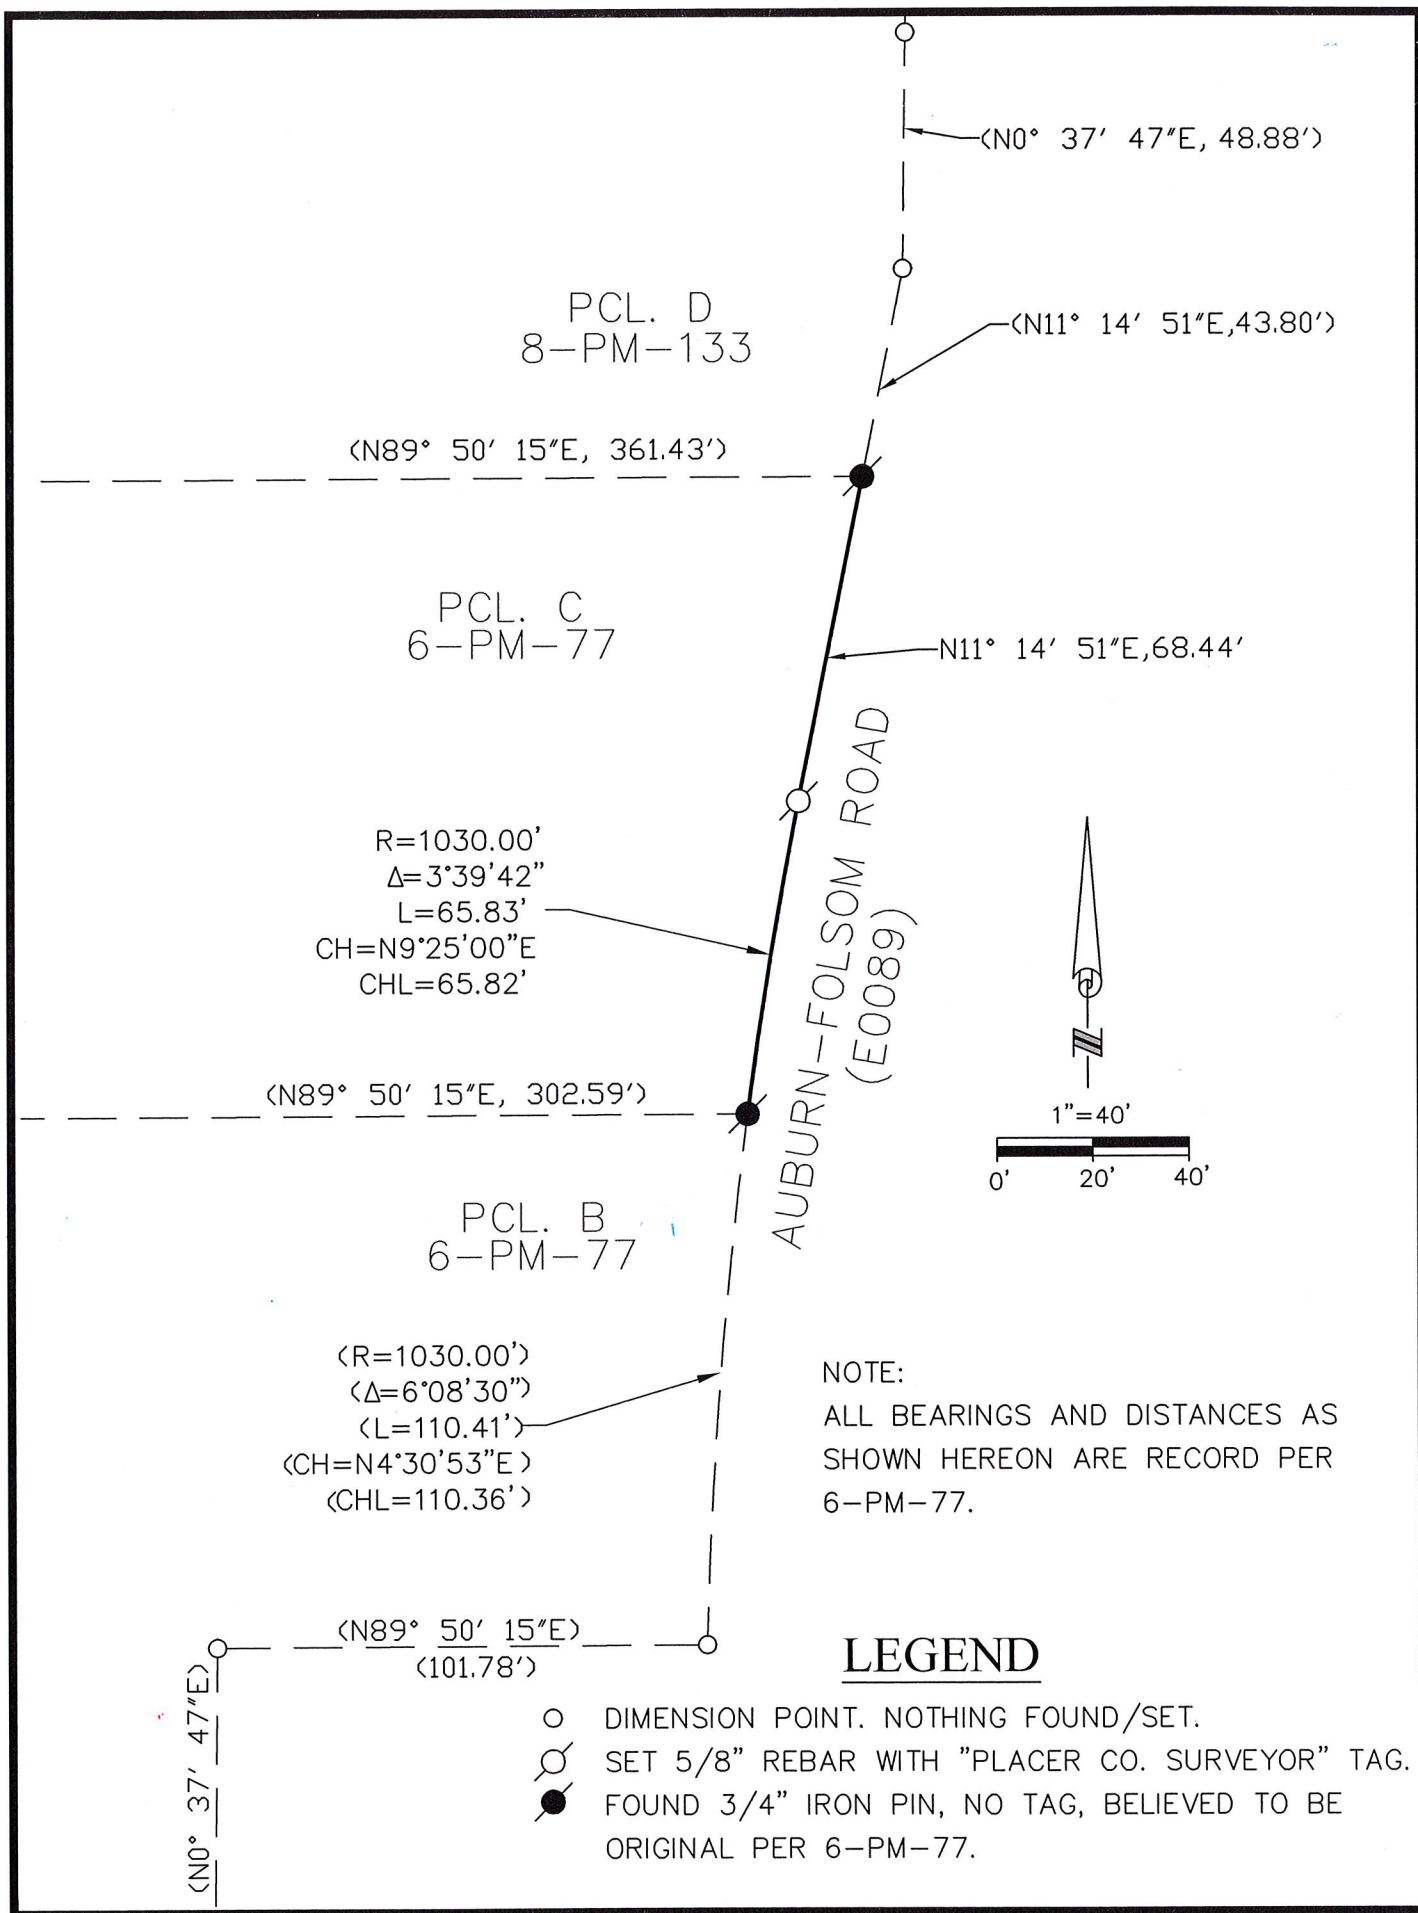 (N0° 37' 47"E, 48.88')
(N11° 14' 51"E,43.80')
PCL. D
8-PM-133
(N89° 50' 15"E, 361.43')
PCL. C
6-PM-77
N11° 14' 51"E,68.44'
R=1030.00'
Δ=3°39'42"
L=65.83'
CH=N9°25'00"E
CHL=65.82'
AUBURN-FOLSOM ROAD
(E0089)
N
1"=40'
0' 20' 40'
(N89° 50' 15"E, 302.59')
PCL. B
6-PM-77
(R=1030.00')
(Δ=6°08'30")
(L=110.41')
(CH=N4°30'53"E)
(CHL=110.36')
NOTE:
ALL BEARINGS AND DISTANCES AS
SHOWN HEREON ARE RECORD PER
6-PM-77.
(N89° 50' 15"E)
(101.78')
(N0° 37' 47"E)
LEGEND
DIMENSION POINT. NOTHING FOUND/SET.
SET 5/8" REBAR WITH "PLACER CO. SURVEYOR" TAG.
FOUND 3/4" IRON PIN, NO TAG, BELIEVED TO BE
ORIGINAL PER 6-PM-77.